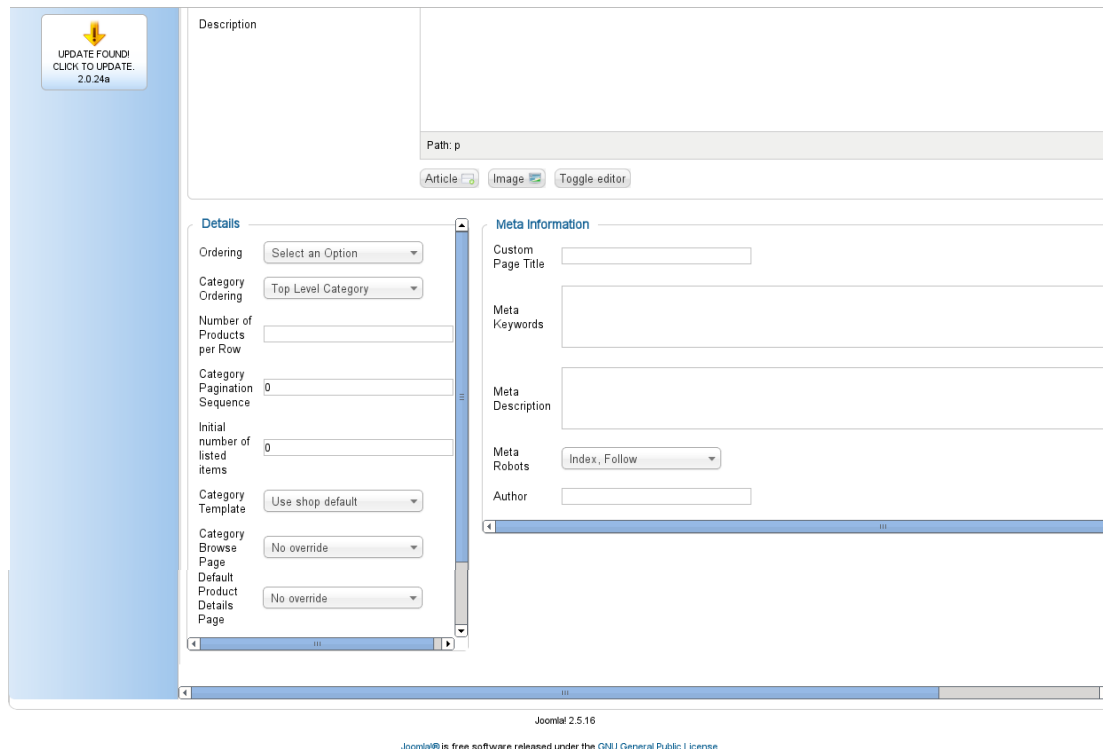 UPDATE FOUND!
CLICK TO UPDATE.
2.0.24a
Description
Path: p
Article
Image
Toggle editor
Details
Ordering
Select an Option
Category
Ordering
Top Level Category
Number of
Products
per Row
Category
Pagination
Sequence
0
Initial
number of
listed
items
0
Category
Template
Use shop default
Category
Browse
Page
No override
Default
Product
Details
Page
No override
Meta Information
Custom
Page Title
Meta
Keywords
Meta
Description
Meta
Robots
Index, Follow
Author
Joomla! 2.5.16
Joomla!® is free software released under the GNU General Public License